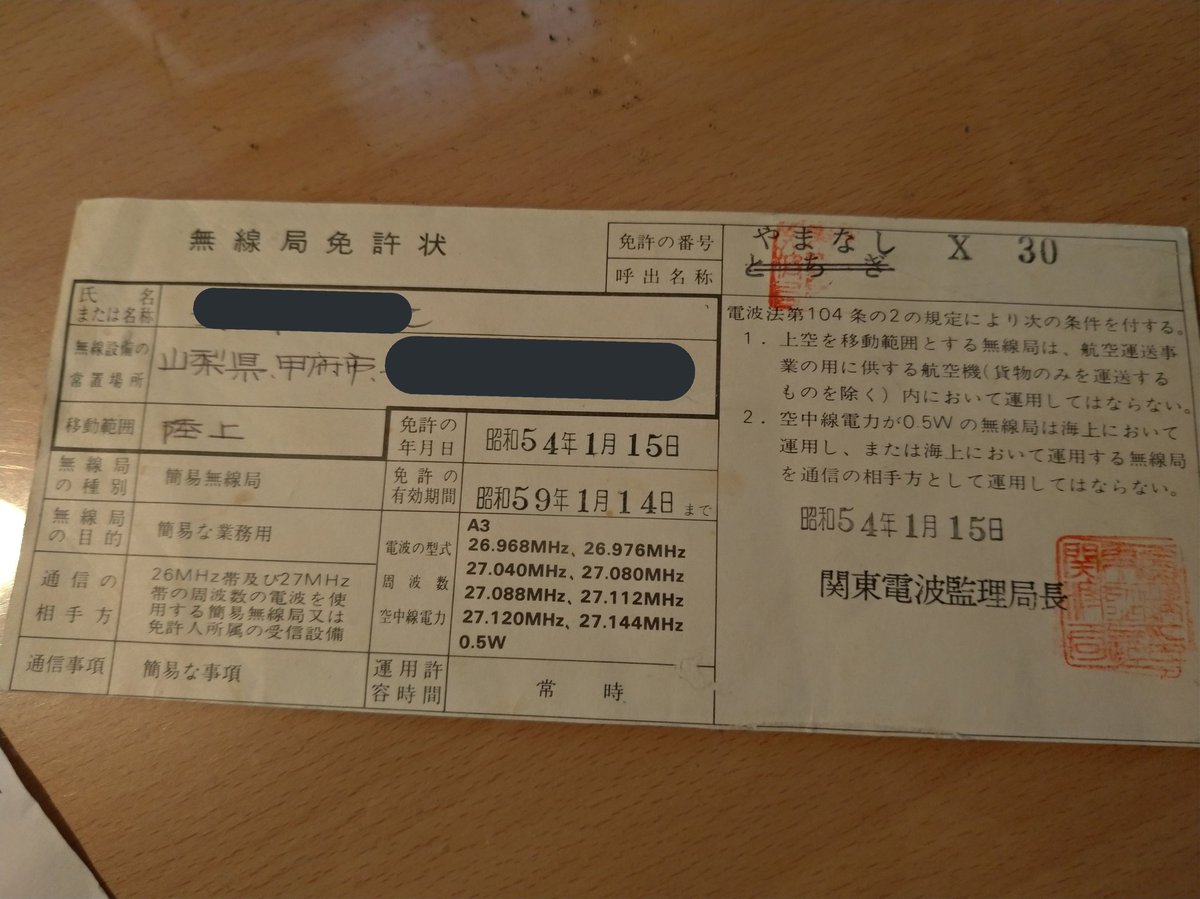 無線局免許状
免許の番号
呼出名称
やまなし X 30
とちぎ
氏名
または名称
無線設備の
常置場所
山梨県、甲府市、
移動範囲
陸上
免許の
年月日
昭和54年1月15日
無線局
の種別
簡易無線局
免許の
有効期間
昭和59年1月14日まで
無線局
の目的
簡易な業務用
通信の
相手方
26MHz帯及び27MHz
帯の周波数の電波を使
用する簡易無線局又は
免許人所属の受信設備
電波の型式
周波数
空中線電力
A3
26.968MHz、26.976MHz
27.040MHz、27.080MHz
27.088MHz、27.112MHz
27.120MHz、27.144MHz
0.5W
通信事項
簡易な事項
運用許
容時間
常時
電波法第104条の2の規定により次の条件を付する。
1. 上空を移動範囲とする無線局は、航空運送事
業の用に供する航空機(貨物のみを運送する
ものを除く)内において運用してはならない。
2. 空中線電力が0.5Wの無線局は海上において
運用し、または海上において運用する無線局
を通信の相手方として運用してはならない。
昭和54年1月15日
関東電波監理局長